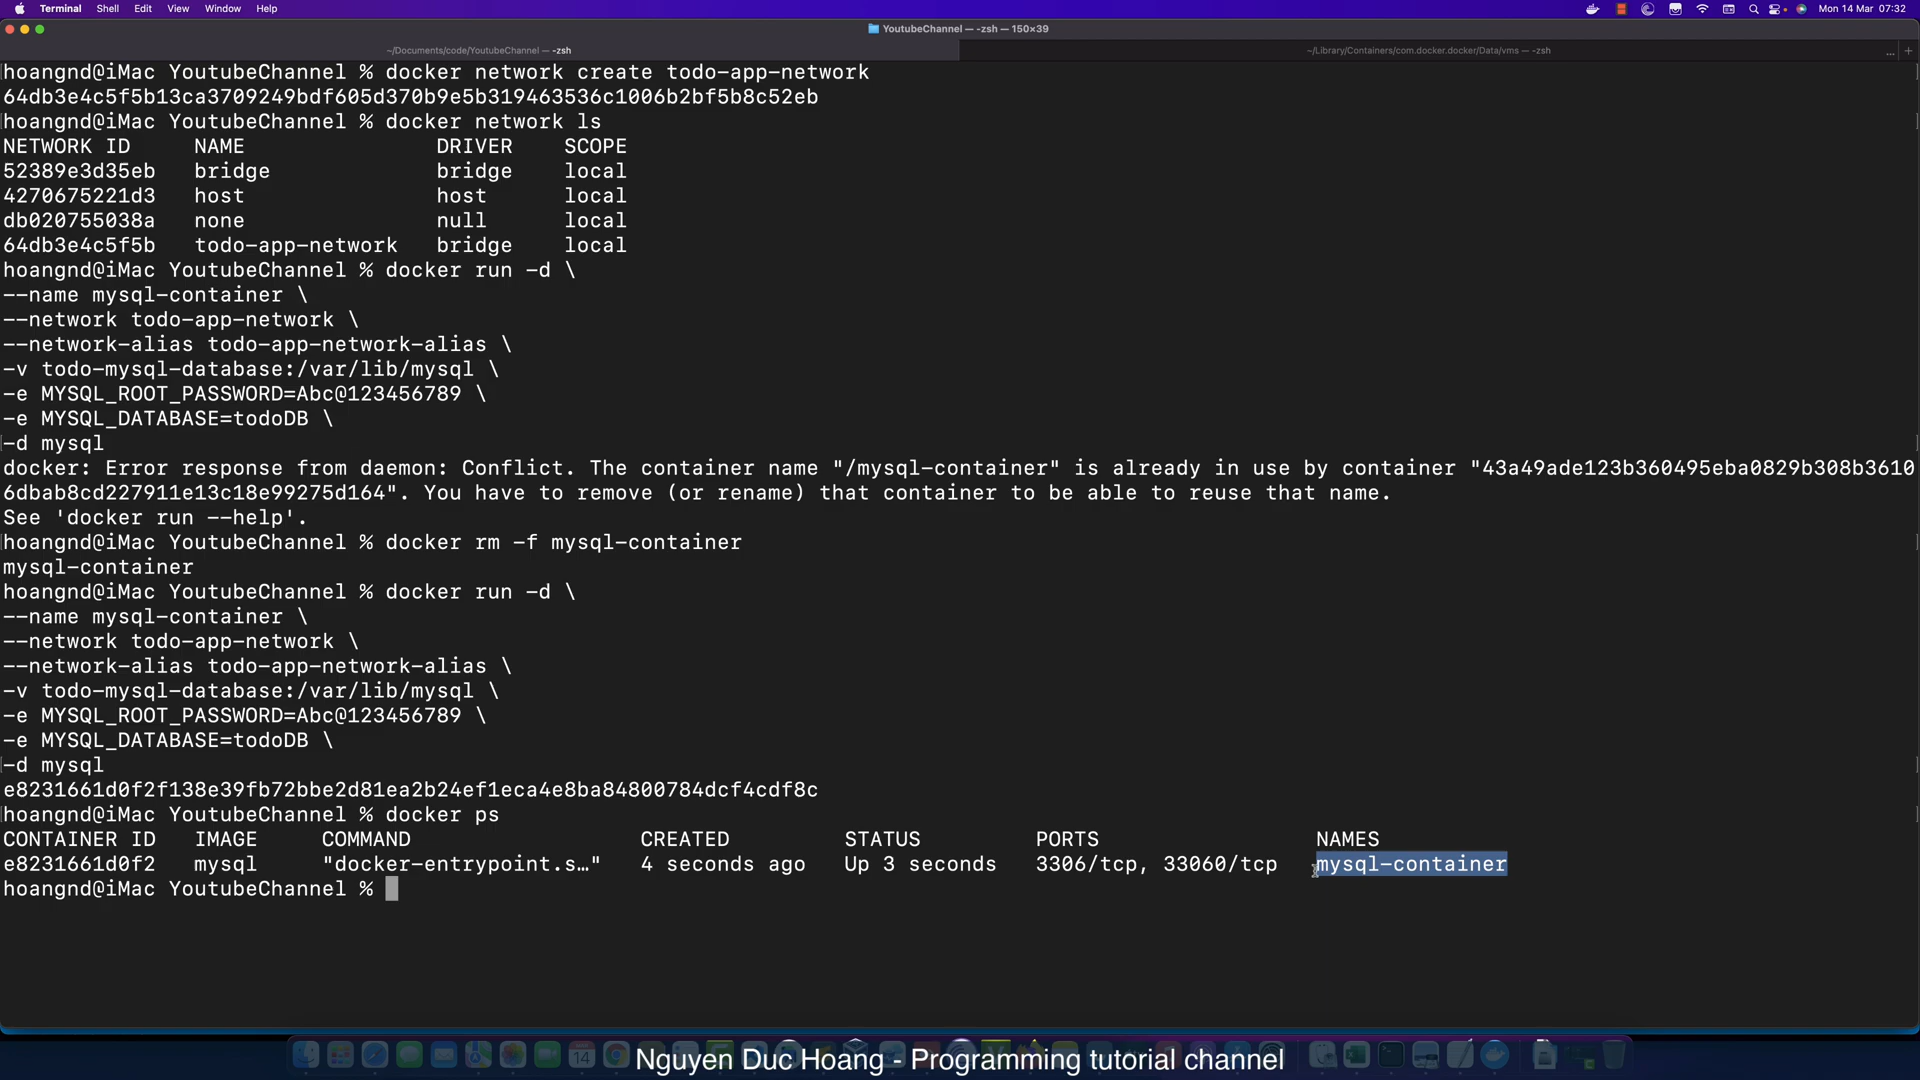 Terminal Shell Edit View Window Help Mon 14 Mar 07:32
YoutubeChannel — -zsh — 150×39
~/Documents/code/YoutubeChannel — -zsh ~/Library/Containers/com.docker.docker/Data/vms — -zsh
hoangnd@iMac YoutubeChannel % docker network create todo-app-network
64db3e4c5f5b13ca3709249bdf605d370b9e5b319463536c1006b2bf5b8c52eb
hoangnd@iMac YoutubeChannel % docker network ls
NETWORK ID NAME DRIVER SCOPE
52389e3d35eb bridge bridge local
4270675221d3 host host local
db020755038a none null local
64db3e4c5f5b todo-app-network bridge local
hoangnd@iMac YoutubeChannel % docker run -d \
--name mysql-container \
--network todo-app-network \
--network-alias todo-app-network-alias \
-v todo-mysql-database:/var/lib/mysql \
-e MYSQL_ROOT_PASSWORD=Abc@123456789 \
-e MYSQL_DATABASE=todoDB \
-d mysql
docker: Error response from daemon: Conflict. The container name "/mysql-container" is already in use by container "43a49ade123b360495eba0829b308b3610
6dbab8cd227911e13c18e99275d164". You have to remove (or rename) that container to be able to reuse that name.
See 'docker run --help'.
hoangnd@iMac YoutubeChannel % docker rm -f mysql-container
mysql-container
hoangnd@iMac YoutubeChannel % docker run -d \
--name mysql-container \
--network todo-app-network \
--network-alias todo-app-network-alias \
-v todo-mysql-database:/var/lib/mysql \
-e MYSQL_ROOT_PASSWORD=Abc@123456789 \
-e MYSQL_DATABASE=todoDB \
-d mysql
e8231661d0f2f138e39fb72bbe2d81ea2b24ef1eca4e8ba84800784dcf4cdf8c
hoangnd@iMac YoutubeChannel % docker ps
CONTAINER ID IMAGE COMMAND CREATED STATUS PORTS NAMES
e8231661d0f2 mysql "docker-entrypoint.s…" 4 seconds ago Up 3 seconds 3306/tcp, 33060/tcp mysql-container
hoangnd@iMac YoutubeChannel %
Nguyen Duc Hoang - Programming tutorial channel